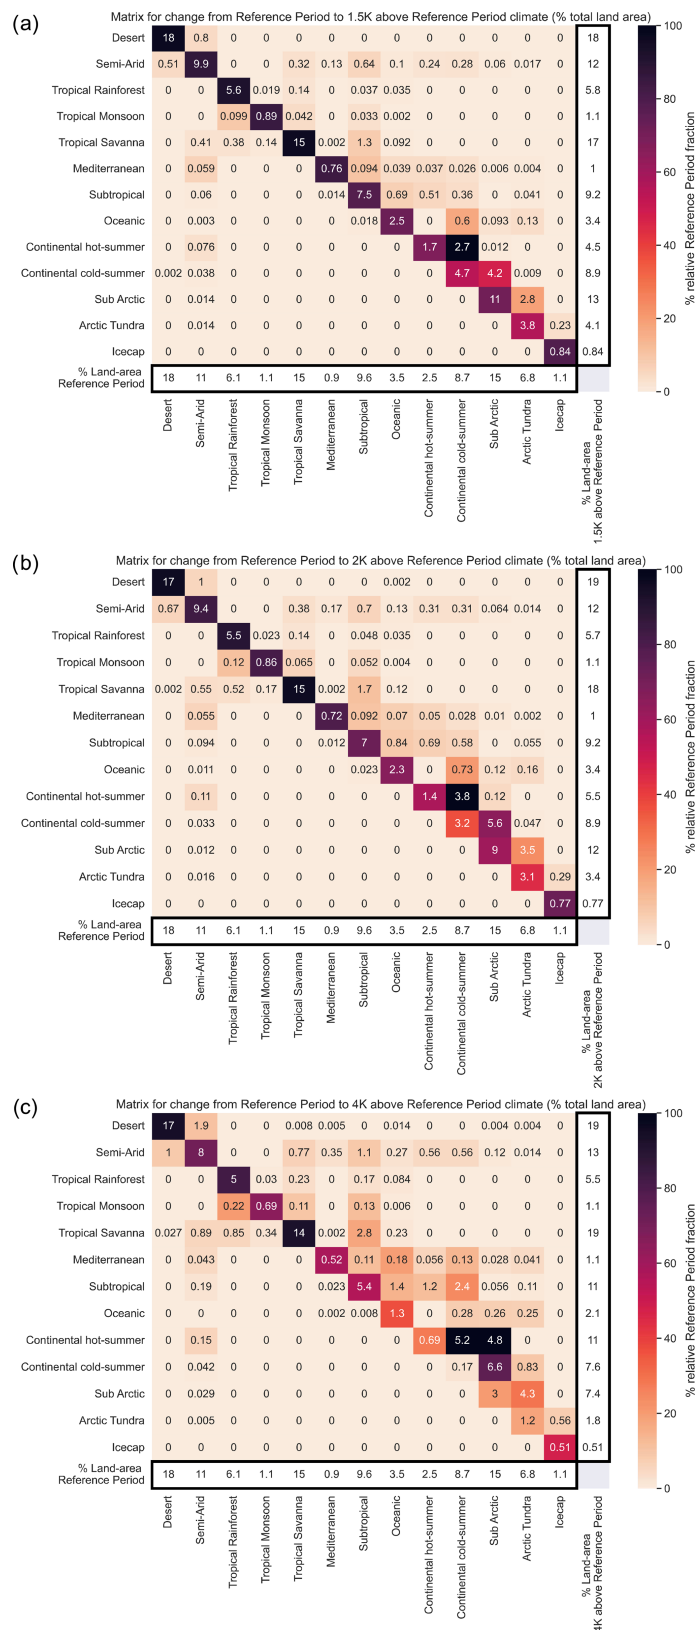 (a)
Matrix for change from Reference Period to 1.5K above Reference Period climate (% total land area)
Desert 18 0.8 0 0 0 0 0 0 0 0 0 0 0 18
Semi-Arid 0.51 9.9 0 0 0.32 0.13 0.64 0.1 0.24 0.28 0.06 0.017 0 12
Tropical Rainforest 0 0 5.6 0.019 0.14 0 0.037 0.035 0 0 0 0 0 5.8
Tropical Monsoon 0 0 0.099 0.89 0.042 0 0.033 0.002 0 0 0 0 0 1.1
Tropical Savanna 0 0.41 0.38 0.14 15 0.002 1.3 0.092 0 0 0 0 0 17
Mediterranean 0 0.059 0 0 0 0.76 0.094 0.039 0.037 0.026 0.006 0.004 0 1
Subtropical 0 0.06 0 0 0 0.014 7.5 0.69 0.51 0.36 0 0.041 0 9.2
Oceanic 0 0.003 0 0 0 0 0.018 2.5 0 0.6 0.093 0.13 0 3.4
Continental hot-summer 0 0.076 0 0 0 0 0 0 1.7 2.7 0.012 0 0 4.5
Continental cold-summer 0.002 0.038 0 0 0 0 0 0 0 4.7 4.2 0.009 0 8.9
Sub Arctic 0 0.014 0 0 0 0 0 0 0 0 11 2.8 0 13
Arctic Tundra 0 0.014 0 0 0 0 0 0 0 0 0 3.8 0.23 4.1
Icecap 0 0 0 0 0 0 0 0 0 0 0 0 0.84 0.84
% Land-area
Reference Period 18 11 6.1 1.1 15 0.9 9.6 3.5 2.5 8.7 15 6.8 1.1
Desert
Semi-Arid
Tropical Rainforest
Tropical Monsoon
Tropical Savanna
Mediterranean
Subtropical
Oceanic
Continental hot-summer
Continental cold-summer
Sub Arctic
Arctic Tundra
Icecap
% Land-area
1.5K above Reference Period
100
80
60
40
20
0
% relative Reference Period fraction
(b)
Matrix for change from Reference Period to 2K above Reference Period climate (% total land area)
Desert 17 1 0 0 0 0 0 0.002 0 0 0 0 0 19
Semi-Arid 0.67 9.4 0 0 0.38 0.17 0.7 0.13 0.31 0.31 0.064 0.014 0 12
Tropical Rainforest 0 0 5.5 0.023 0.14 0 0.048 0.035 0 0 0 0 0 5.7
Tropical Monsoon 0 0 0.12 0.86 0.065 0 0.052 0.004 0 0 0 0 0 1.1
Tropical Savanna 0.002 0.55 0.52 0.17 15 0.002 1.7 0.12 0 0 0 0 0 18
Mediterranean 0 0.055 0 0 0 0.72 0.092 0.07 0.05 0.028 0.01 0.002 0 1
Subtropical 0 0.094 0 0 0 0.012 7 0.84 0.69 0.58 0 0.055 0 9.2
Oceanic 0 0.011 0 0 0 0 0.023 2.3 0 0.73 0.12 0.16 0 3.4
Continental hot-summer 0 0.11 0 0 0 0 0 0 1.4 3.8 0.12 0 0 5.5
Continental cold-summer 0 0.033 0 0 0 0 0 0 0 3.2 5.6 0.047 0 8.9
Sub Arctic 0 0.012 0 0 0 0 0 0 0 0 9 3.5 0 12
Arctic Tundra 0 0.016 0 0 0 0 0 0 0 0 0 3.1 0.29 3.4
Icecap 0 0 0 0 0 0 0 0 0 0 0 0 0.77 0.77
% Land-area
Reference Period 18 11 6.1 1.1 15 0.9 9.6 3.5 2.5 8.7 15 6.8 1.1
Desert
Semi-Arid
Tropical Rainforest
Tropical Monsoon
Tropical Savanna
Mediterranean
Subtropical
Oceanic
Continental hot-summer
Continental cold-summer
Sub Arctic
Arctic Tundra
Icecap
% Land-area
2K above Reference Period
100
80
60
40
20
0
% relative Reference Period fraction
(c)
Matrix for change from Reference Period to 4K above Reference Period climate (% total land area)
Desert 17 1.9 0 0 0.008 0.005 0 0.014 0 0 0.004 0.004 0 19
Semi-Arid 1 8 0 0 0.77 0.35 1.1 0.27 0.56 0.56 0.12 0.014 0 13
Tropical Rainforest 0 0 5 0.03 0.23 0 0.17 0.084 0 0 0 0 0 5.5
Tropical Monsoon 0 0 0.22 0.69 0.11 0 0.13 0.006 0 0 0 0 0 1.1
Tropical Savanna 0.027 0.89 0.85 0.34 14 0.002 2.8 0.23 0 0 0 0 0 19
Mediterranean 0 0.043 0 0 0 0.52 0.11 0.18 0.056 0.13 0.028 0.041 0 1.1
Subtropical 0 0.19 0 0 0 0.023 5.4 1.4 1.2 2.4 0.056 0.11 0 11
Oceanic 0 0 0 0 0 0.002 0.008 1.3 0 0.28 0.26 0.25 0 2.1
Continental hot-summer 0 0.15 0 0 0 0 0 0 0.69 5.2 4.8 0 0 11
Continental cold-summer 0 0.042 0 0 0 0 0 0 0 0.17 6.6 0.83 0 7.6
Sub Arctic 0 0.029 0 0 0 0 0 0 0 0 3 4.3 0 7.4
Arctic Tundra 0 0.005 0 0 0 0 0 0 0 0 0 1.2 0.56 1.8
Icecap 0 0 0 0 0 0 0 0 0 0 0 0 0.51 0.51
% Land-area
Reference Period 18 11 6.1 1.1 15 0.9 9.6 3.5 2.5 8.7 15 6.8 1.1
Desert
Semi-Arid
Tropical Rainforest
Tropical Monsoon
Tropical Savanna
Mediterranean
Subtropical
Oceanic
Continental hot-summer
Continental cold-summer
Sub Arctic
Arctic Tundra
Icecap
% Land-area
4K above Reference Period
100
80
60
40
20
0
% relative Reference Period fraction